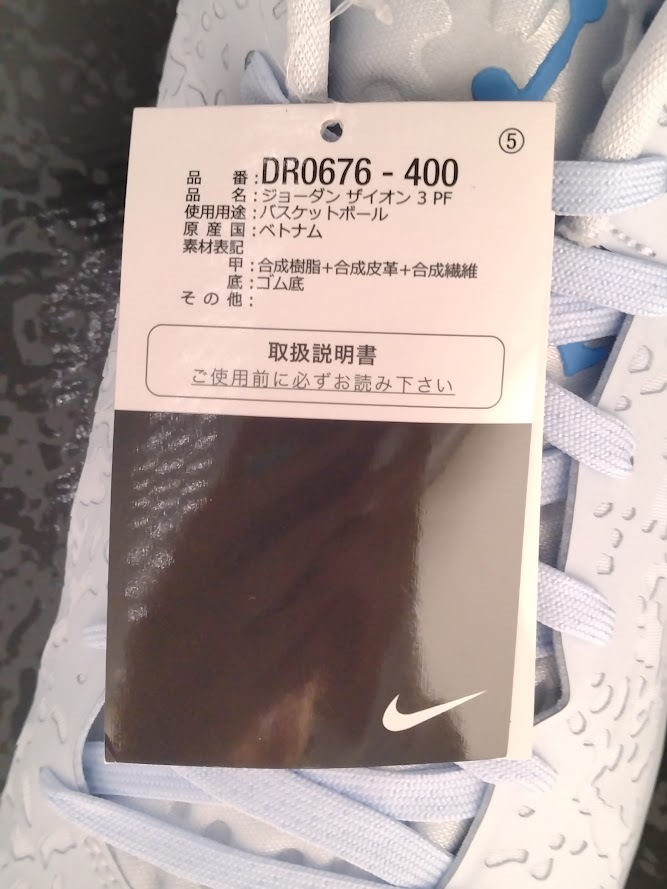 ⑤
品 番:DR0676-400
品 名:ジョーダン ザイオン 3 PF
使用用途:バスケットボール
原産国:ベトナム
素材表記
甲:合成樹脂+合成皮革+合成繊維
底:ゴム底
その他:
取扱説明書
ご使用前に必ずお読み下さい